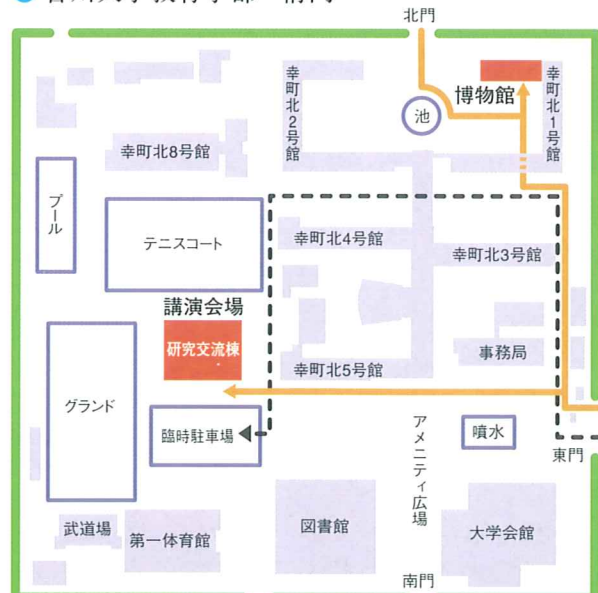 北門
幸町北2号館
博物館
幸町北1号館
池
幸町北8号館
プール
テニスコート
幸町北4号館
幸町北3号館
講演会場
研究交流棟
事務局
幸町北5号館
グランド
臨時駐車場
アメニティ広場
噴水
東門
武道場
第一体育館
図書館
大学会館
南門